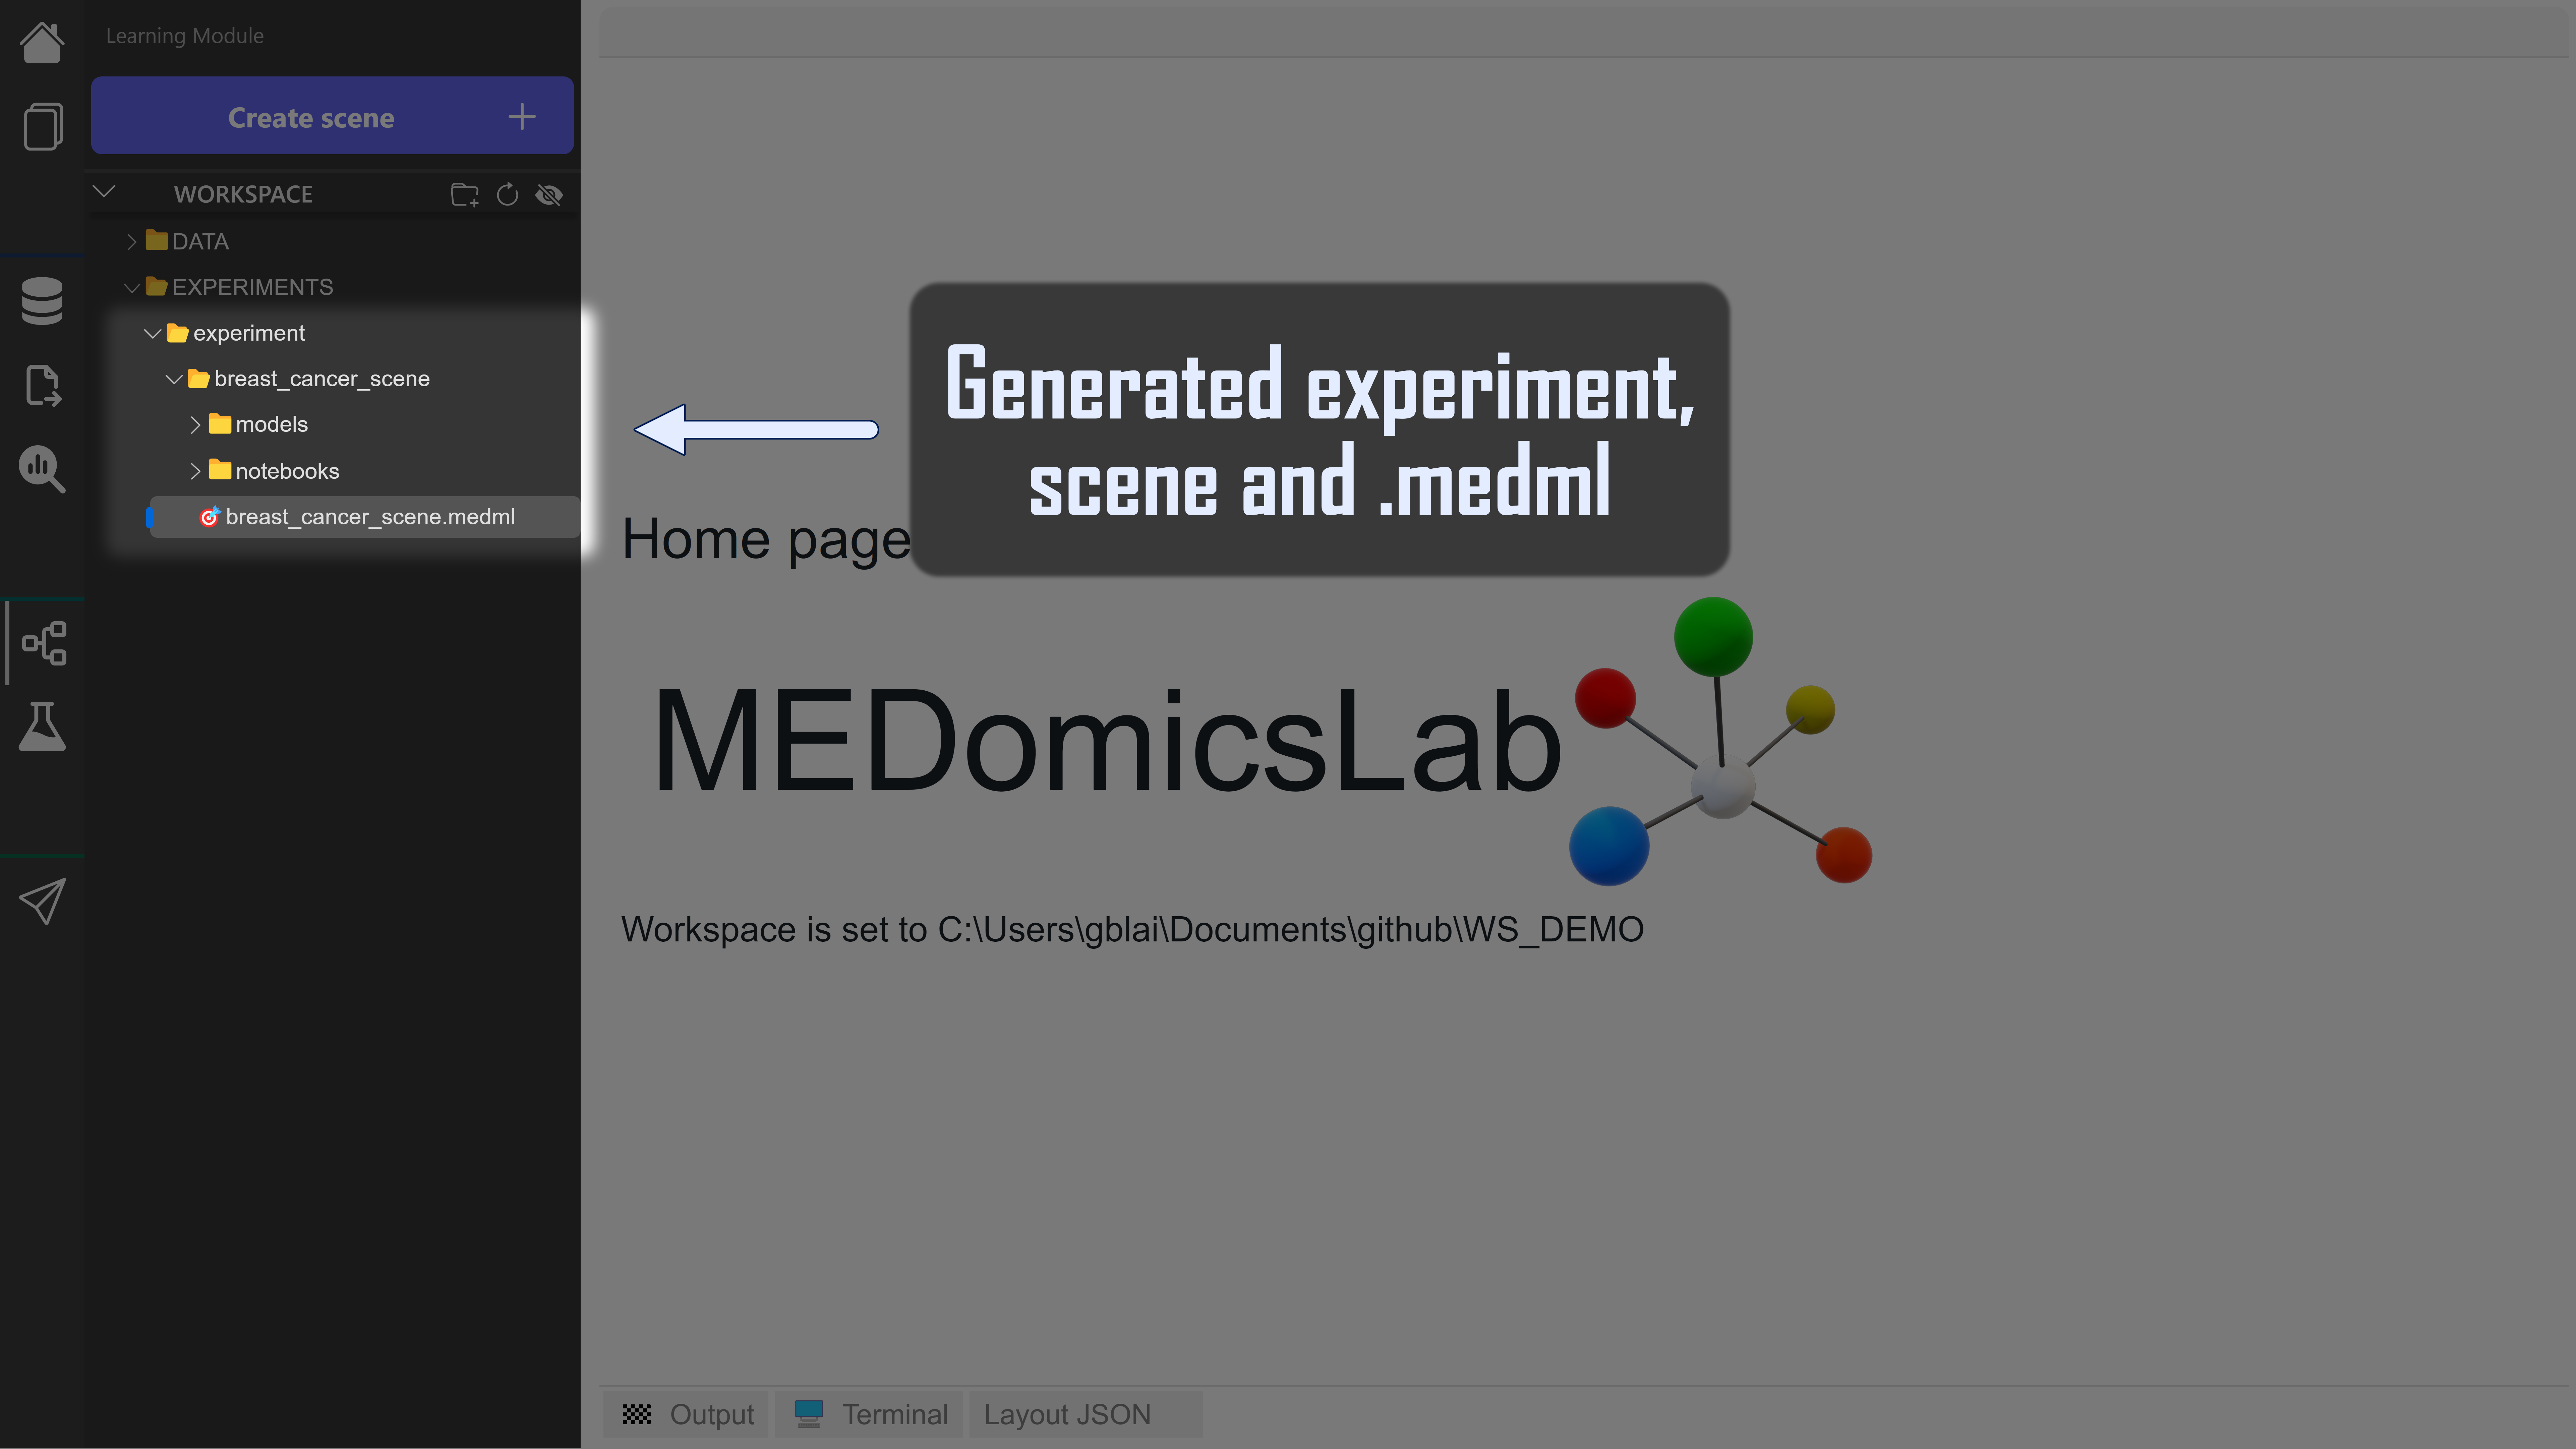 Learning Module
Create scene
WORKSPACE
DATA
EXPERIMENTS
experiment
breast_cancer_scene
models
notebooks
breast_cancer_scene.medml
Generated experiment,
scene and .medml
Home page
MEDomicsLab
Workspace is set to C:\Users\gblai\Documents\github\WS_DEMO
Output
Terminal
Layout JSON